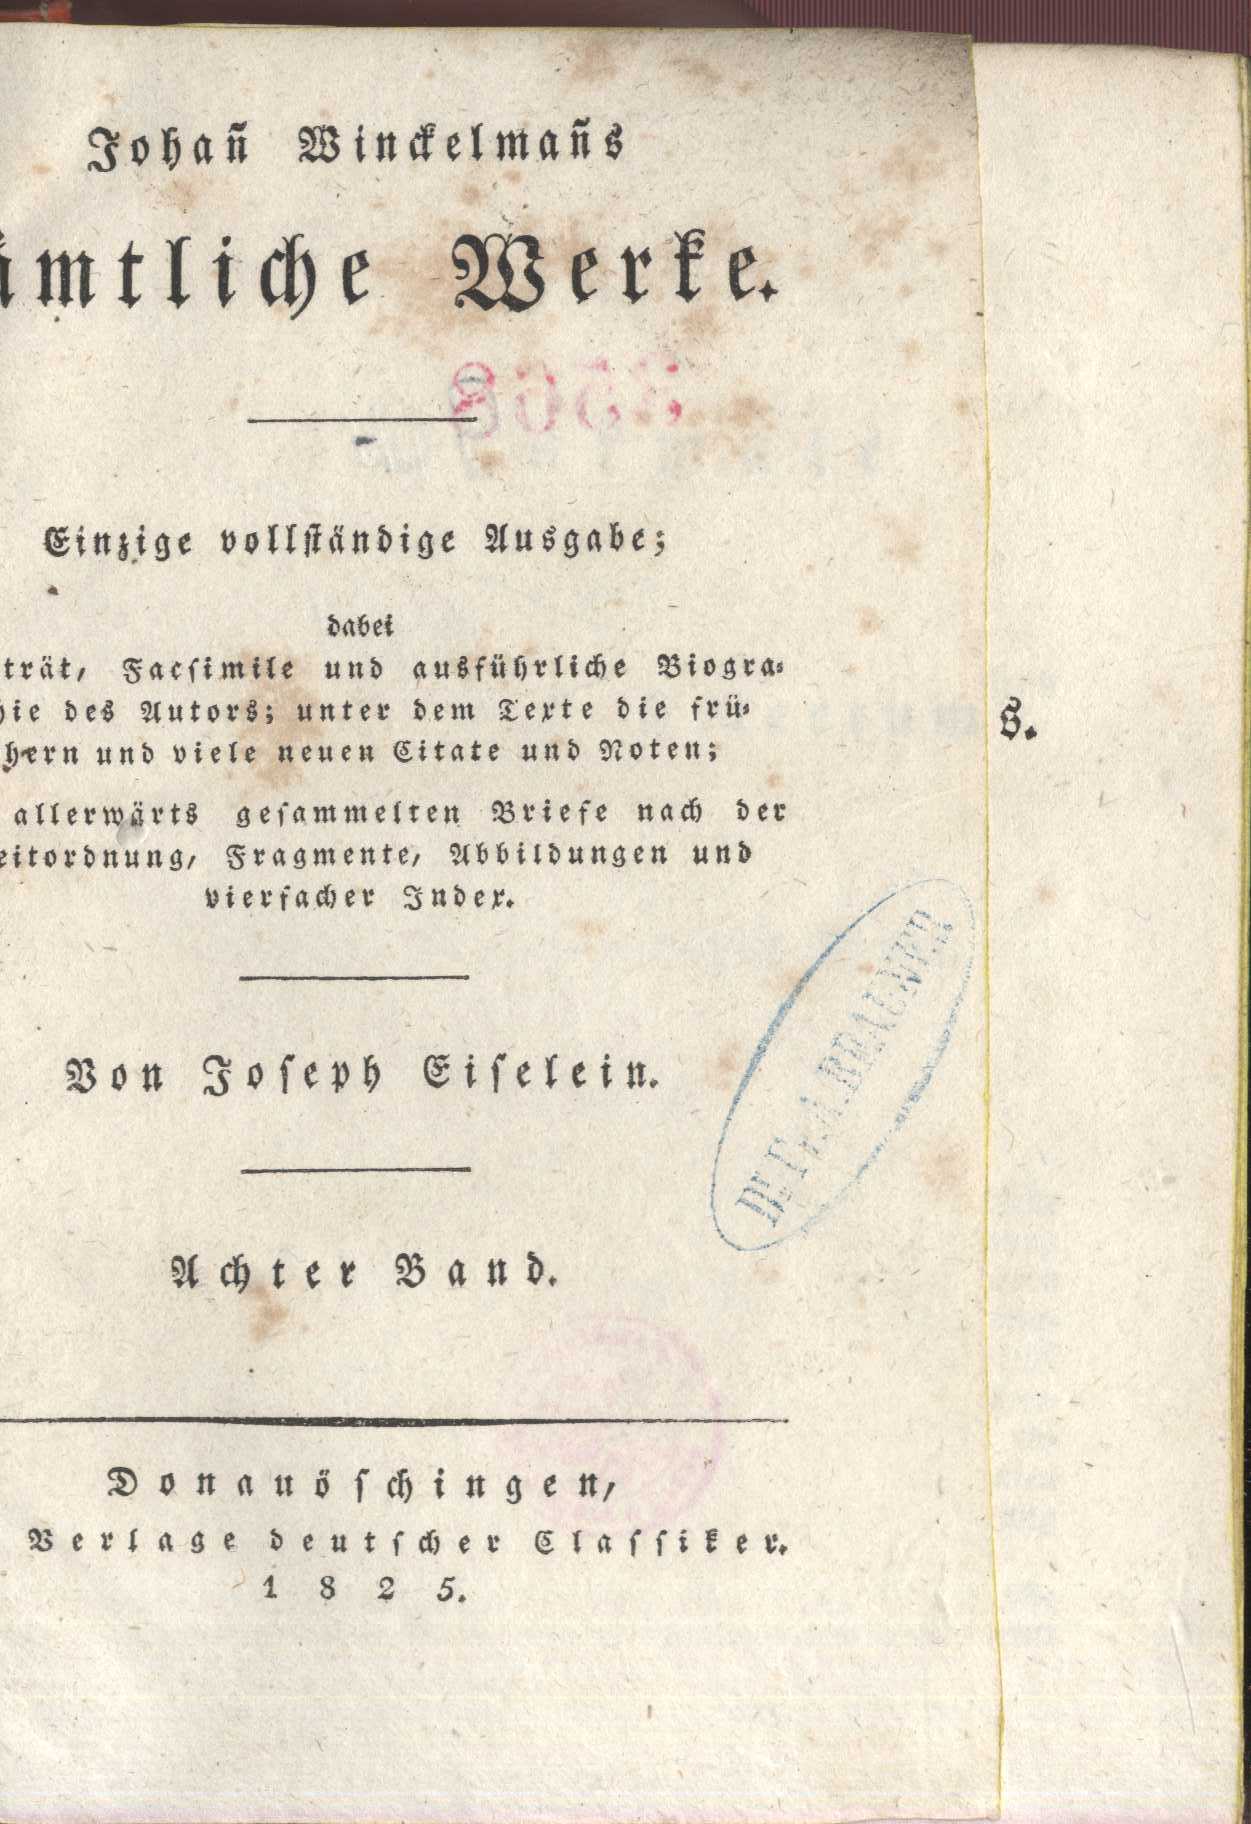 Johañ Winckelmañs
ämtliche Werke.
Einzige vollständige Ausgabe;
dabei
trät, Facsimile und ausführliche Biogra-
hie des Autors; unter dem Texte die frü-
hern und viele neuen Citate und Noten;
allerwärts gesammelten Briefe nach der
eitordnung, Fragmente, Abbildungen und
vierfacher Index.
Von Joseph Eiselein.
Achter Band.
Donauöschingen,
Verlage deutscher Classiker.
1825.
s.
BRAUNER